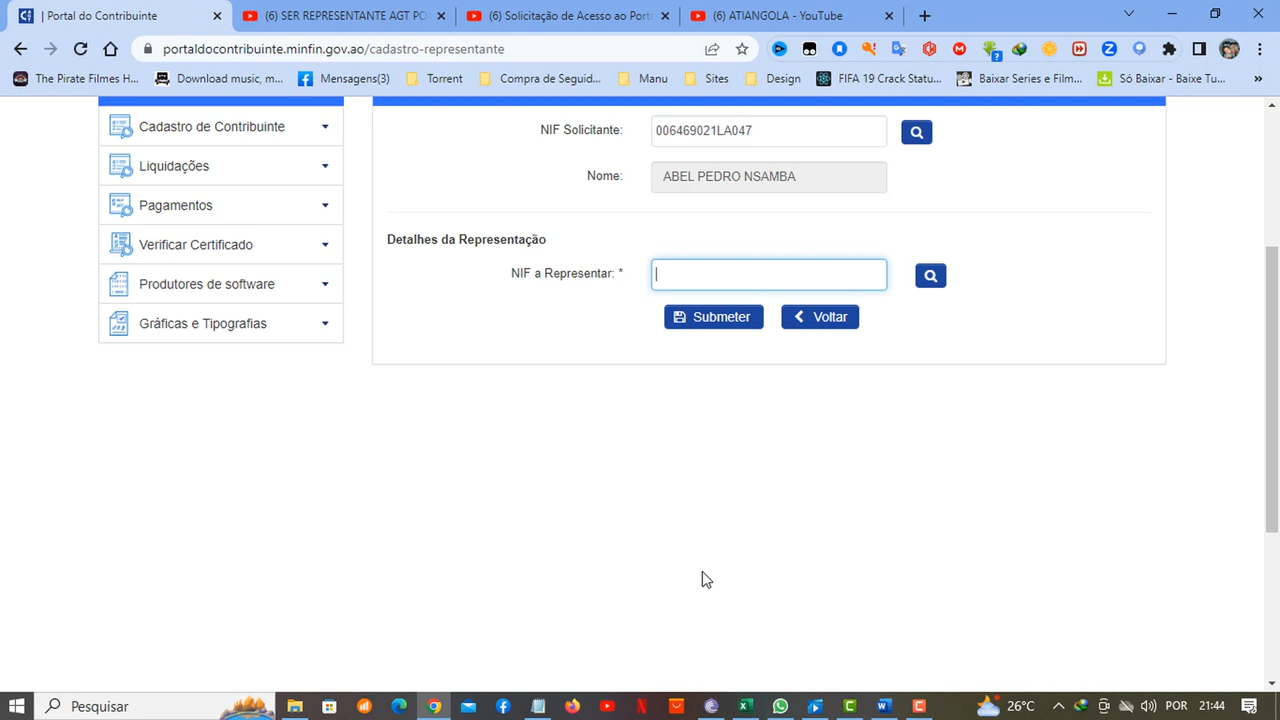 | Portal do Contribuinte
(6) SER REPRESENTANTE AGT PO
(6) Solicitação de Acesso ao Port
(6) ATIANGOLA - YouTube
portaldocontribuinte.minfin.gov.ao/cadastro-representante
The Pirate Filmes H...
Download music, m...
Mensagens(3)
Torrent
Compra de Seguid...
Manu
Sites
Design
FIFA 19 Crack Statu...
Baixar Series e Film...
Só Baixar - Baixe Tu...
»
Cadastro de Contribuinte
Liquidações
Pagamentos
Verificar Certificado
Produtores de software
Gráficas e Tipografias
NIF Solicitante:
006469021LA047
Nome:
ABEL PEDRO NSAMBA
Detalhes da Representação
NIF a Representar: *
Submeter
Voltar
Pesquisar
26°C
POR
21:44